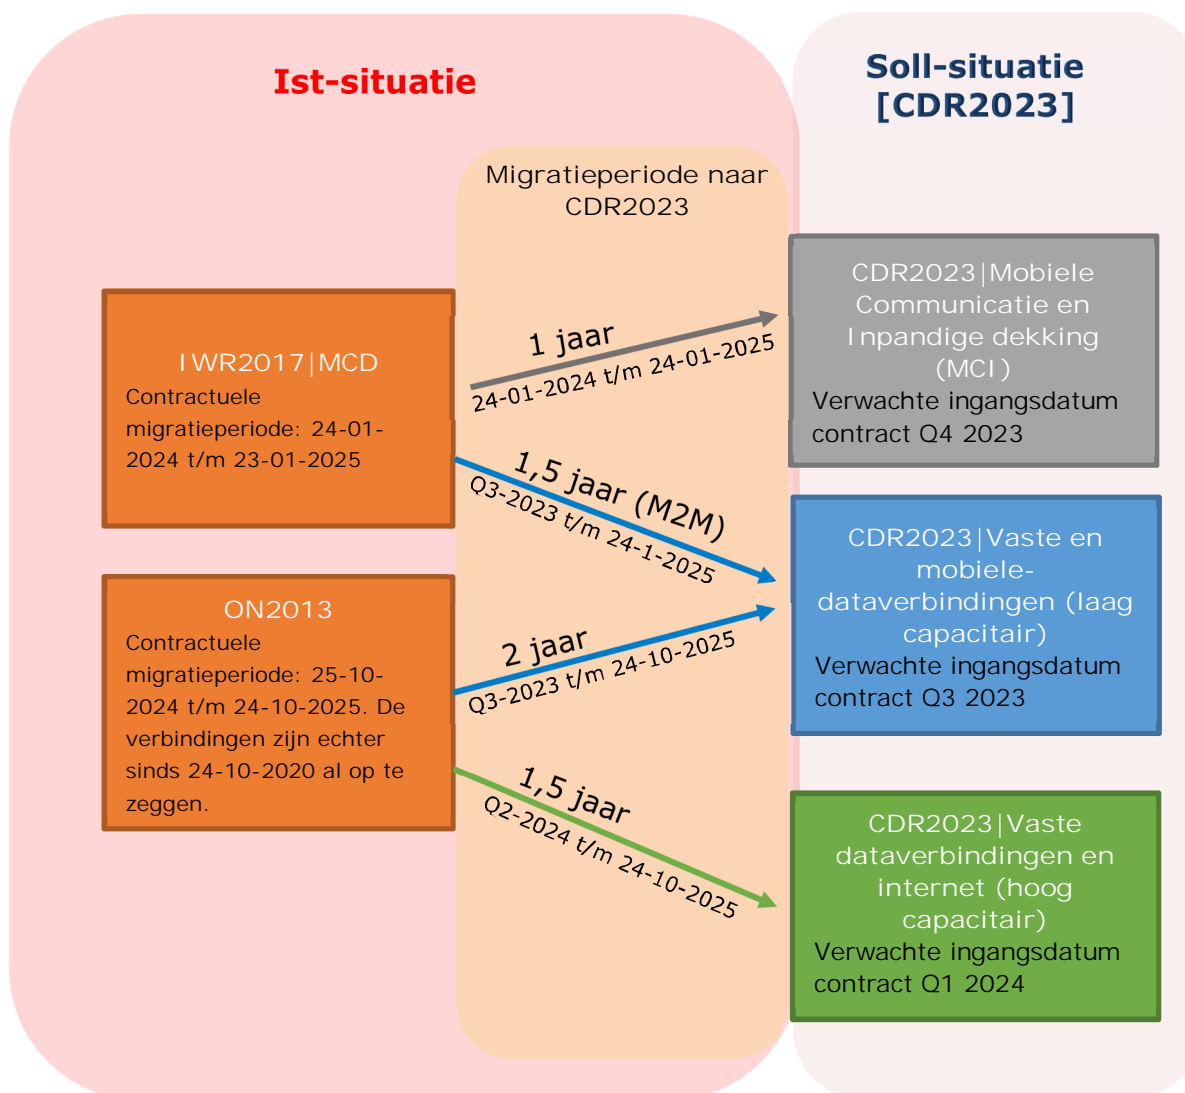 Ist-situatie
Soll-situatie
[CDR2023]
Migratieperiode naar
CDR2023
IWR2017|MCD
Contractuele
migratieperiode: 24-01-
2024 t/m 23-01-2025
ON2013
Contractuele
migratieperiode: 25-10-
2024 t/m 24-10-2025. De
verbindingen zijn echter
sinds 24-10-2020 al op te
zeggen.
1 jaar
24-01-2024 t/m 24-01-2025
1,5 jaar (M2M)
Q3-2023 t/m 24-1-2025
2 jaar
Q3-2023 t/m 24-10-2025
1,5 jaar
Q2-2024 t/m 24-10-2025
CDR2023|Mobiele
Communicatie en
Inpandige dekking
(MCI)
Verwachte ingangsdatum
contract Q4 2023
CDR2023|Vaste en
mobiele-
dataverbindingen (laag
capacitair)
Verwachte ingangsdatum
contract Q3 2023
CDR2023|Vaste
dataverbindingen en
internet (hoog
capacitair)
Verwachte ingangsdatum
contract Q1 2024